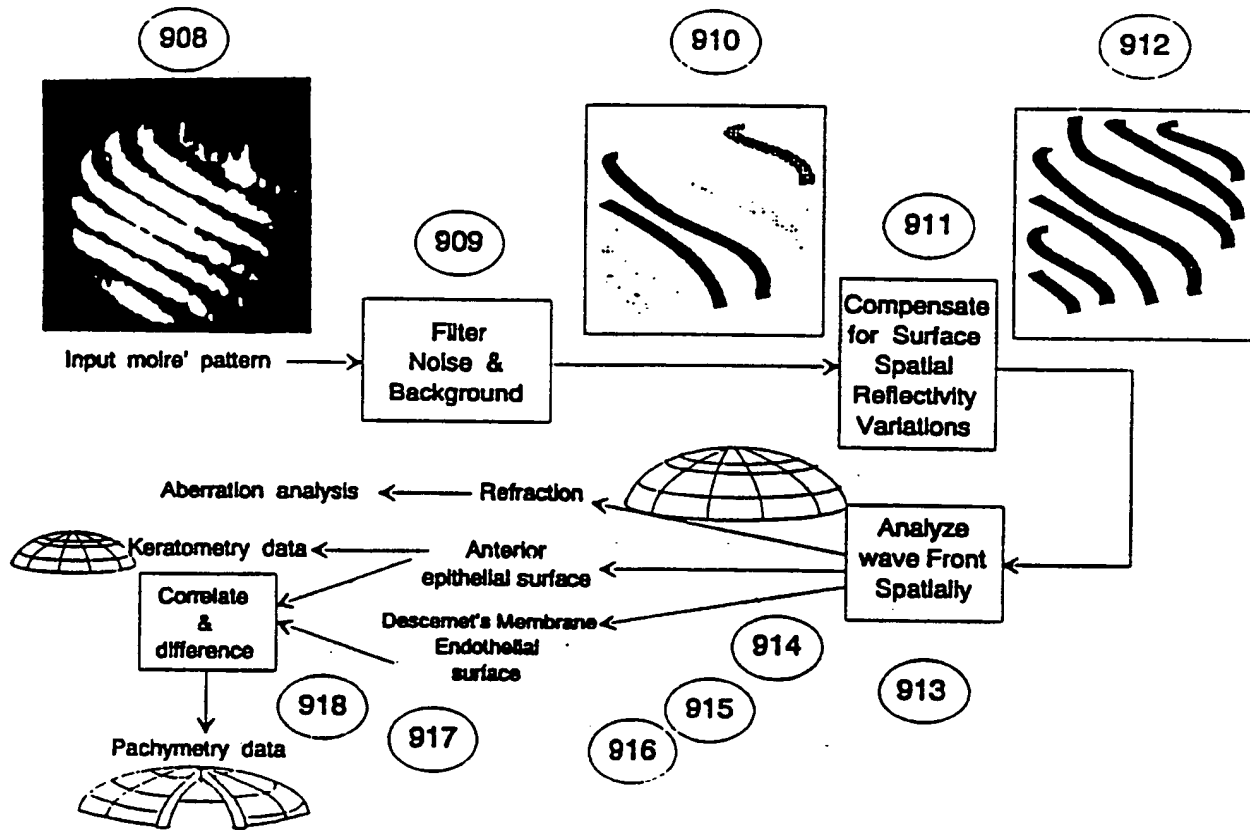 908
910
912
909
911
Input moire' pattern
Filter
Noise &
Background
Compensate
for Surface
Spatial
Reflectivity
Variations
Aberration analysis
Refraction
Analyze
wave Front
Spatially
Keratometry data
Anterior
epithelial surface
Correlate
&
difference
Descemet's Membrane
Endothelial
surface
914
913
915
916
918
917
Pachymetry data